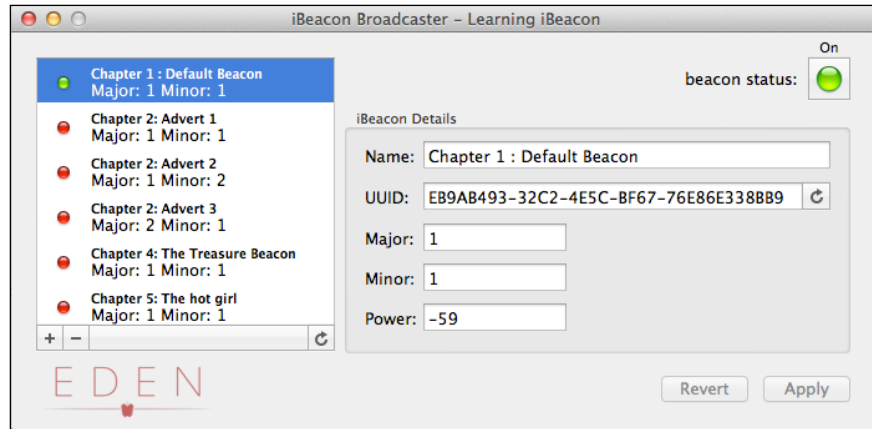 iBeacon Broadcaster – Learning iBeacon
Chapter 1 : Default Beacon
Major: 1 Minor: 1
Chapter 2: Advert 1
Major: 1 Minor: 1
Chapter 2: Advert 2
Major: 1 Minor: 2
Chapter 2: Advert 3
Major: 2 Minor: 1
Chapter 4: The Treasure Beacon
Major: 1 Minor: 1
Chapter 5: The hot girl
Major: 1 Minor: 1
+ −
EDEN
On
beacon status:
iBeacon Details
Name: Chapter 1 : Default Beacon
UUID: EB9AB493-32C2-4E5C-BF67-76E86E338BB9
Major: 1
Minor: 1
Power: -59
Revert Apply